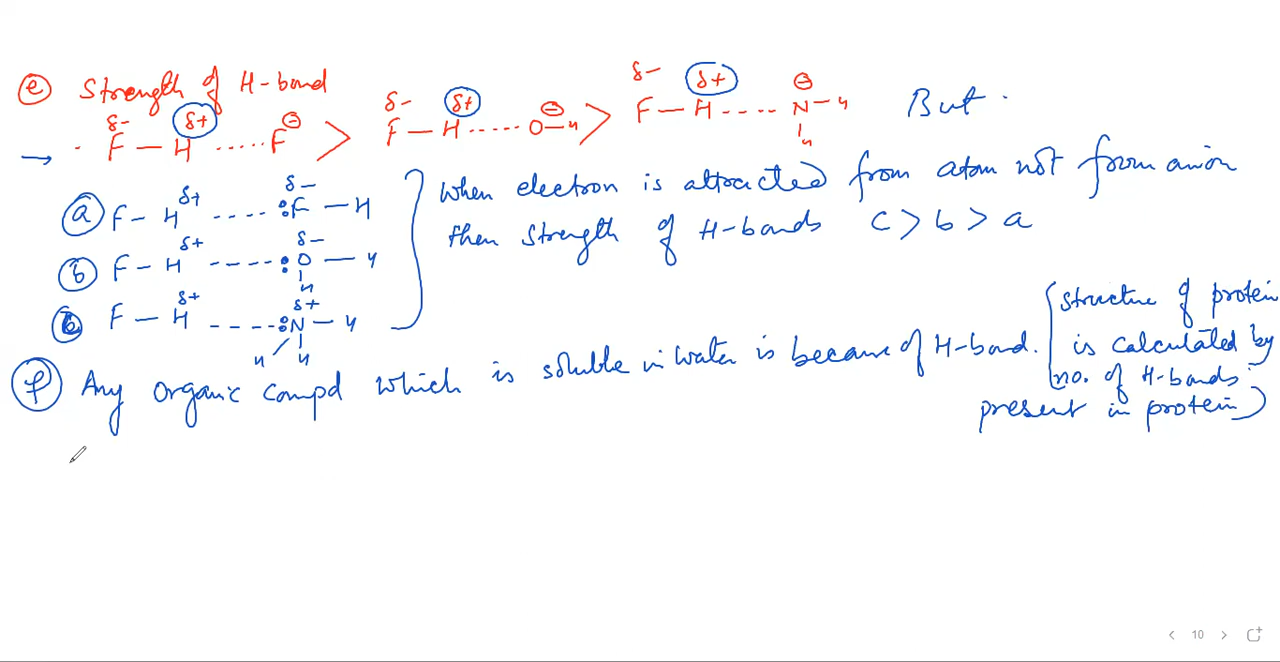 (e) Strength of H-bond
δ- δ+ ⊖ δ- δ+ ⊖ δ- δ+ ⊖
→ F — H ..... F > F — H ..... O — H > F — H ---- N — H But.
H
(a) F - H δ+ ---- :F δ- — H
(b) F - H δ+ ---- :O δ- — H
H
F - H δ+ ---- :N δ+ — H
H H
When electron is attracted from atom not from anion
then strength of H-bonds c > b > a
(f) Any organic compd which is soluble in water is because of H-bond.
(structure of protein
is calculated by
no. of H-bonds
present in protein)
< 10 >